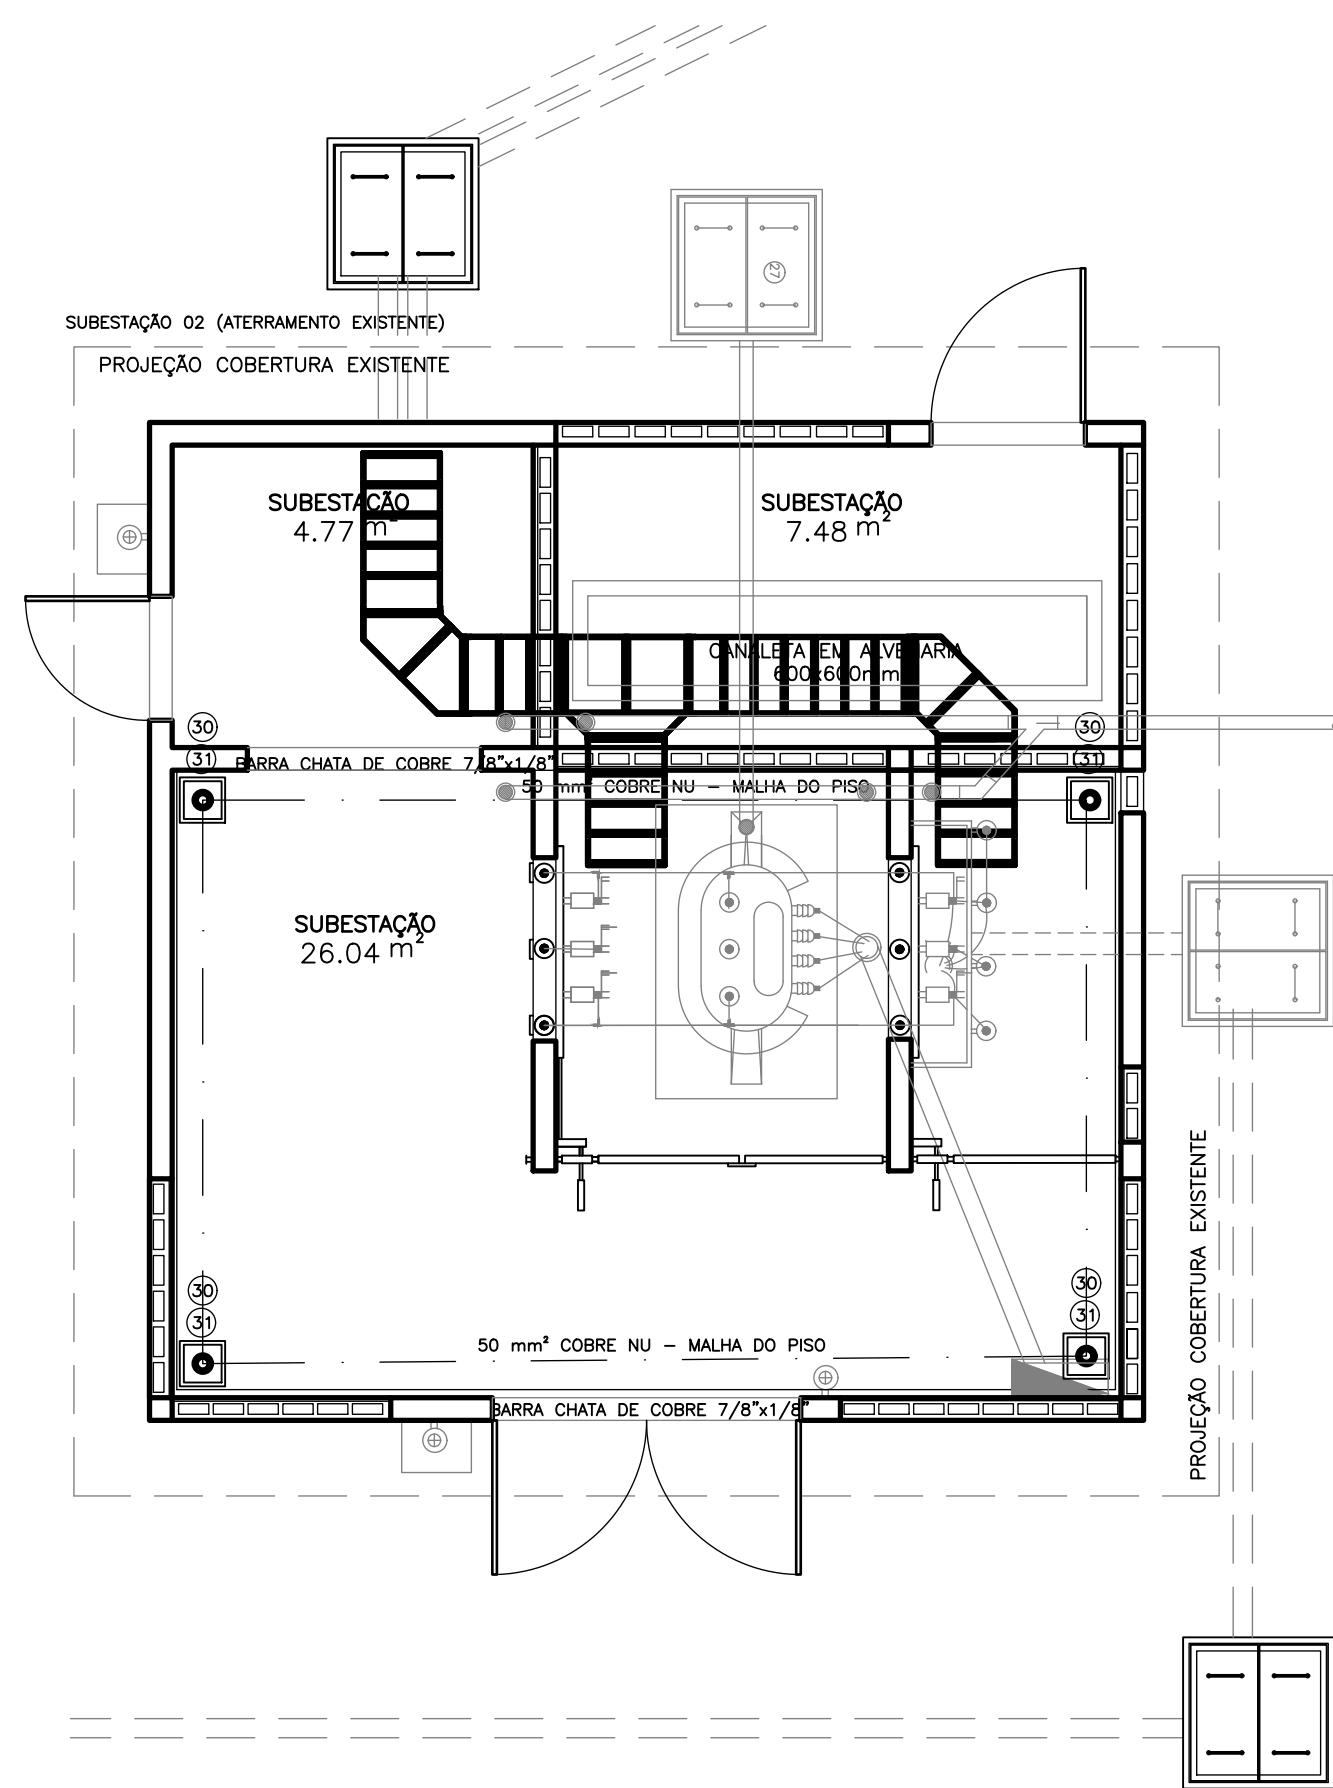 27
SUBESTAÇÃO 02 (ATERRAMENTO EXISTENTE)
PROJEÇÃO COBERTURA EXISTENTE
SUBESTAÇÃO
4.77 m²
SUBESTAÇÃO
7.48 m²
CANALETA EM ALVENARIA
600x600mm
30
31
BARRA CHATA DE COBRE 7/8"x1/8"
30
31
50 mm² COBRE NU – MALHA DO PISO
SUBESTAÇÃO
26.04 m²
PROJEÇÃO COBERTURA EXISTENTE
30
31
30
31
50 mm² COBRE NU – MALHA DO PISO
BARRA CHATA DE COBRE 7/8"x1/8"